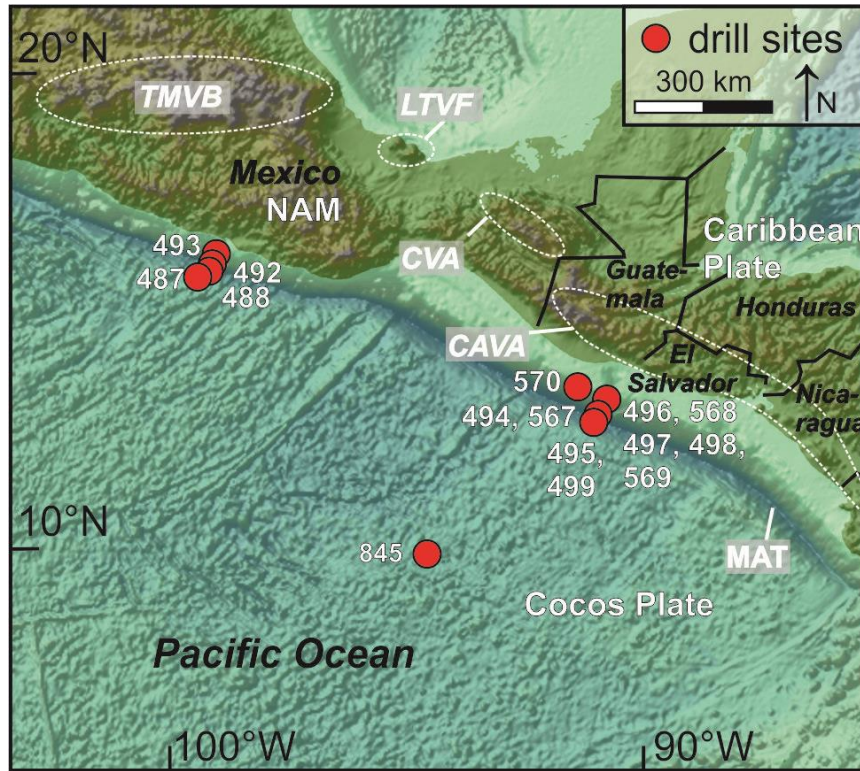 20°N
drill sites
300 km
N
TMVB
LTVF
Mexico
NAM
493
487
492
488
CVA
Caribbean
Plate
Guate-
mala
Honduras
CAVA
El
Salvador
Nica-
ragua
570
494, 567
496, 568
497, 498,
569
495,
499
10°N
845
MAT
Cocos Plate
Pacific Ocean
100°W
90°W